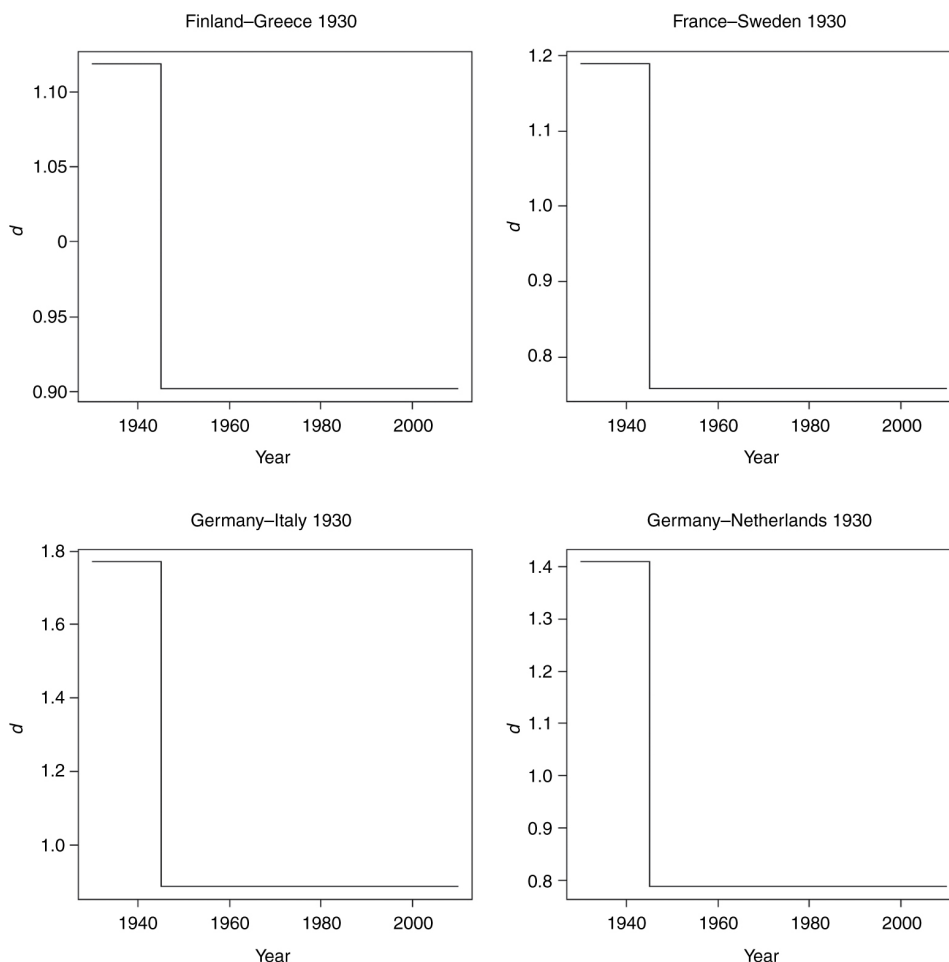 Finland–Greece 1930
1.10
1.05
0
0.95
0.90
d
1940 1960 1980 2000
Year
France–Sweden 1930
1.2
1.1
1.0
0.9
0.8
d
1940 1960 1980 2000
Year
Germany–Italy 1930
1.8
1.6
1.4
1.2
1.0
d
1940 1960 1980 2000
Year
Germany–Netherlands 1930
1.4
1.3
1.2
1.1
1.0
0.9
0.8
d
1940 1960 1980 2000
Year